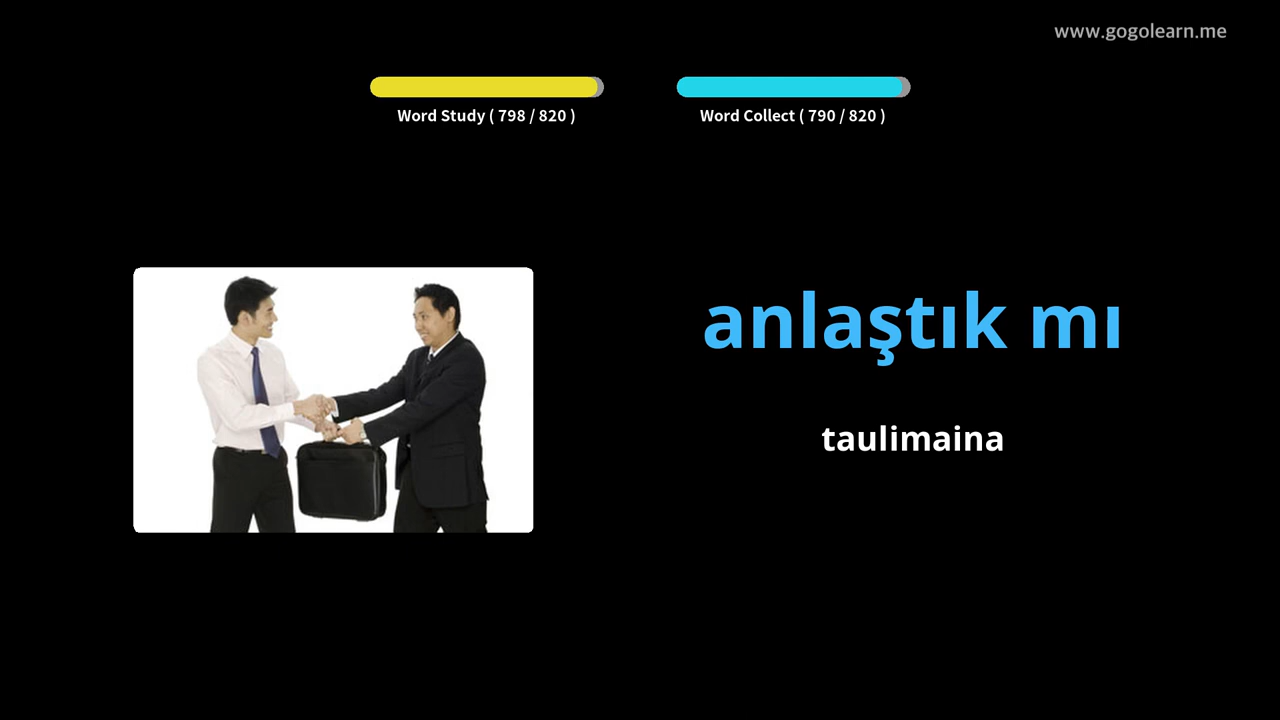 www.gogolearn.me
Word Study ( 798 / 820 )
Word Collect ( 790 / 820 )
anlaştık mı
taulimaina